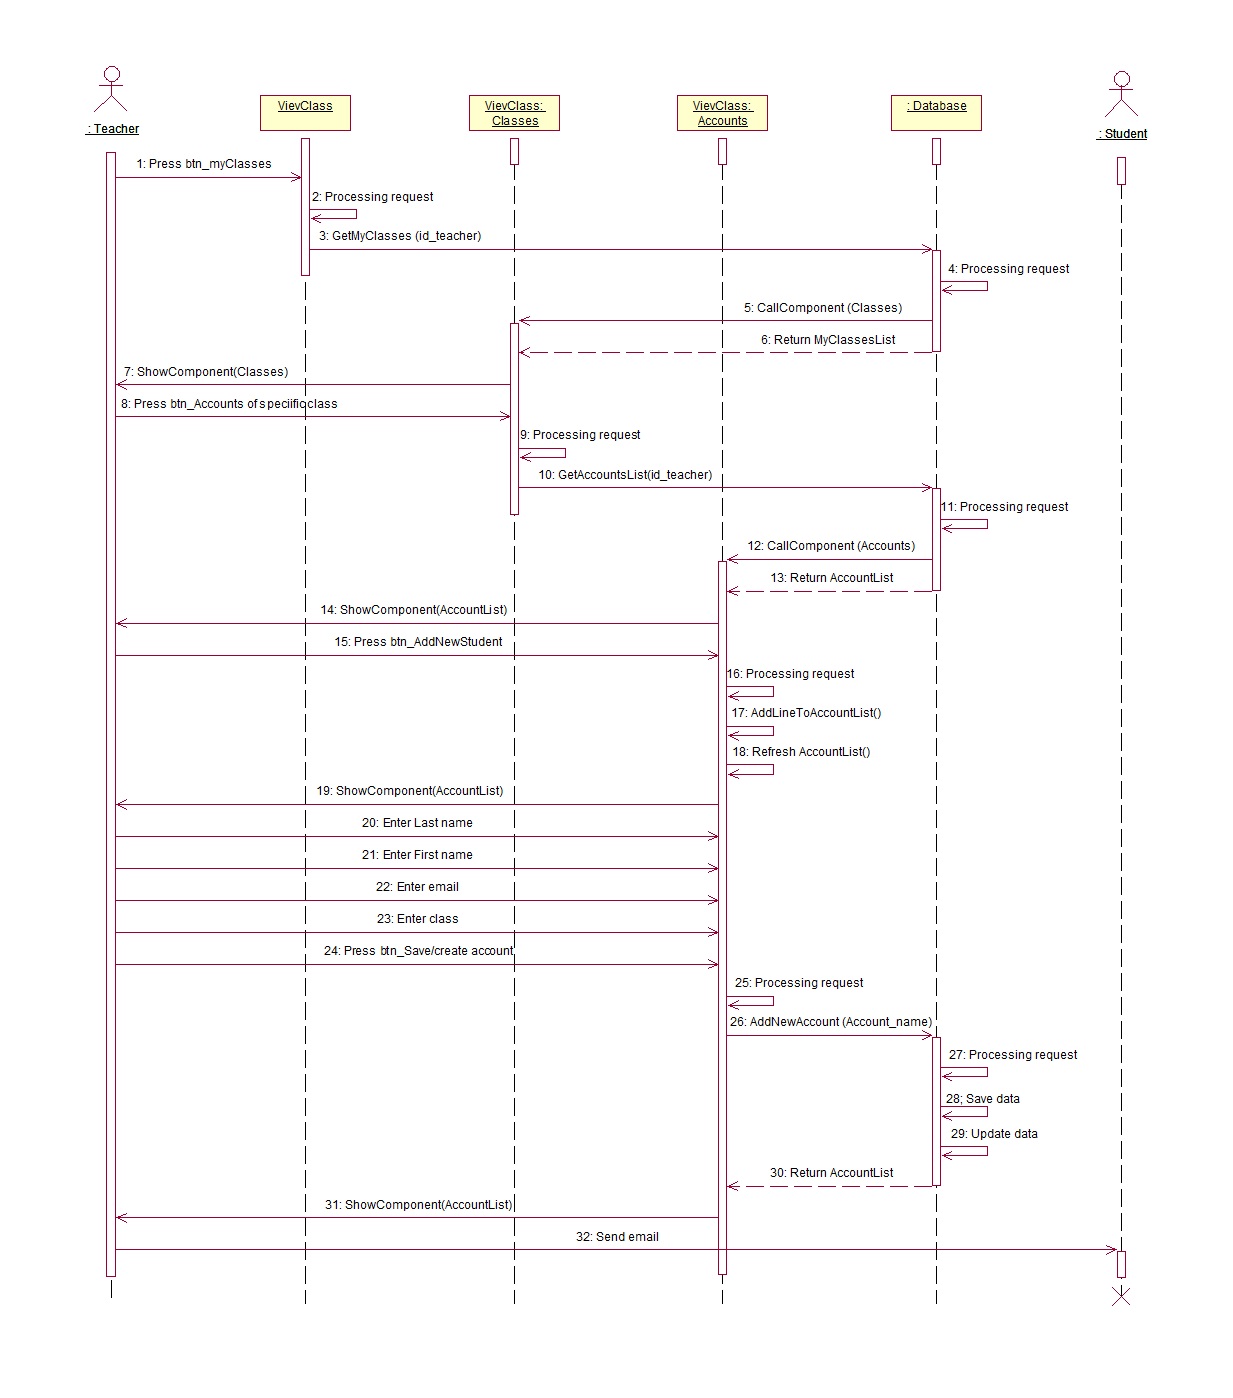 : Teacher
VievClass
VievClass:
Classes
VievClass:
Accounts
: Database
: Student
1: Press btn_myClasses
2: Processing request
3: GetMyClasses (id_teacher)
4: Processing request
5: CallComponent (Classes)
6: Return MyClassesList
7: ShowComponent(Classes)
8: Press btn_Accounts of speciific class
9: Processing request
10: GetAccountsList(id_teacher)
11: Processing request
12: CallComponent (Accounts)
13: Return AccountList
14: ShowComponent(AccountList)
15: Press btn_AddNewStudent
16: Processing request
17: AddLineToAccountList()
18: Refresh AccountList()
19: ShowComponent(AccountList)
20: Enter Last name
21: Enter First name
22: Enter email
23: Enter class
24: Press btn_Save/create account
25: Processing request
26: AddNewAccount (Account_name)
27: Processing request
28; Save data
29: Update data
30: Return AccountList
31: ShowComponent(AccountList)
32: Send email